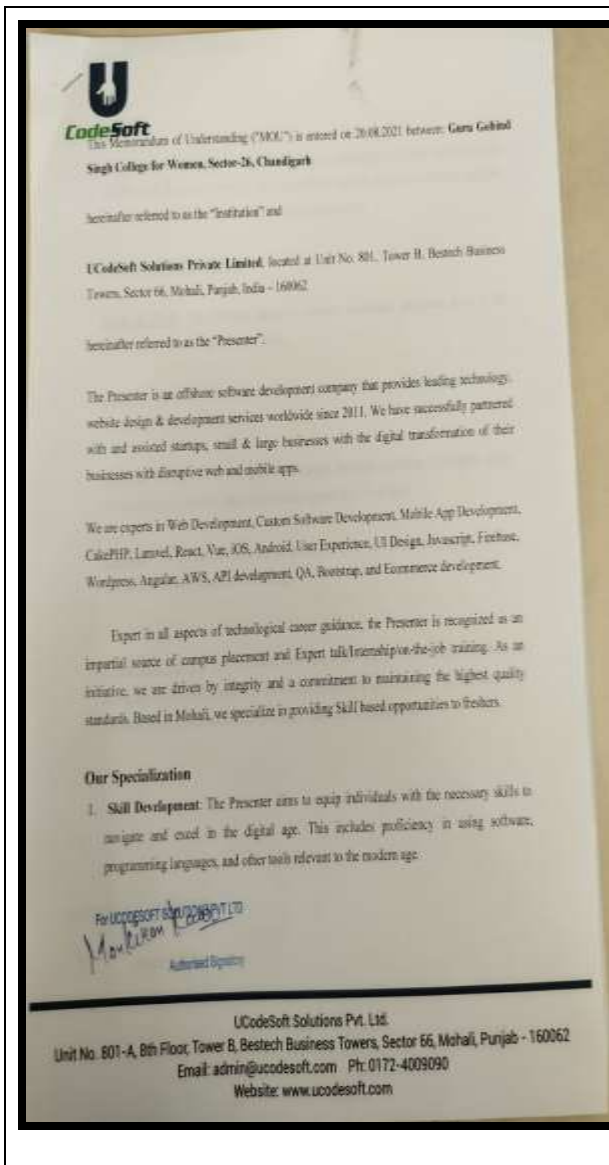 CodeSoft
This Memorandum of Understanding ("MOU") is entered on 26.08.2021 between: Guru Gobind
Singh College for Women, Sector-26, Chandigarh
hereinafter referred to as the "Institution" and
UCodeSoft Solutions Private Limited, located at Unit No. 801, Tower B, Bestech Business
Towers, Sector 66, Mohali, Punjab, India – 160062
hereinafter referred to as the "Presenter".
The Presenter is an offshore software development company that provides leading technology,
website design & development services worldwide since 2011. We have successfully partnered
with and assisted startups, small & large businesses with the digital transformation of their
businesses with disruptive web and mobile apps.
We are experts in Web Development, Custom Software Development, Mobile App Development,
CakePHP, Laravel, React, Vue, iOS, Android, User Experience, UI Design, Javascript, Firebase,
Wordpress, Angular, AWS, API development, QA, Bootstrap, and Ecommerce development.
Expert in all aspects of technological career guidance, the Presenter is recognized as an
impartial source of campus placement and Expert talk/Internship/on-the-job training. As an
initiative, we are driven by integrity and a commitment to maintaining the highest quality
standards. Based in Mohali, we specialize in providing Skill based opportunities to freshers.
Our Specialization
1. Skill Development: The Presenter aims to equip individuals with the necessary skills to
navigate and excel in the digital age. This includes proficiency in using software,
programming languages, and other tools relevant to the modern age.
For UCODESOFT SOLUTIONS PVT LTD
Authorised Signatory
UCodeSoft Solutions Pvt. Ltd.
Unit No. 801-A, 8th Floor, Tower B, Bestech Business Towers, Sector 66, Mohali, Punjab - 160062
Email: admin@ucodesoft.com Ph: 0172-4009090
Website: www.ucodesoft.com